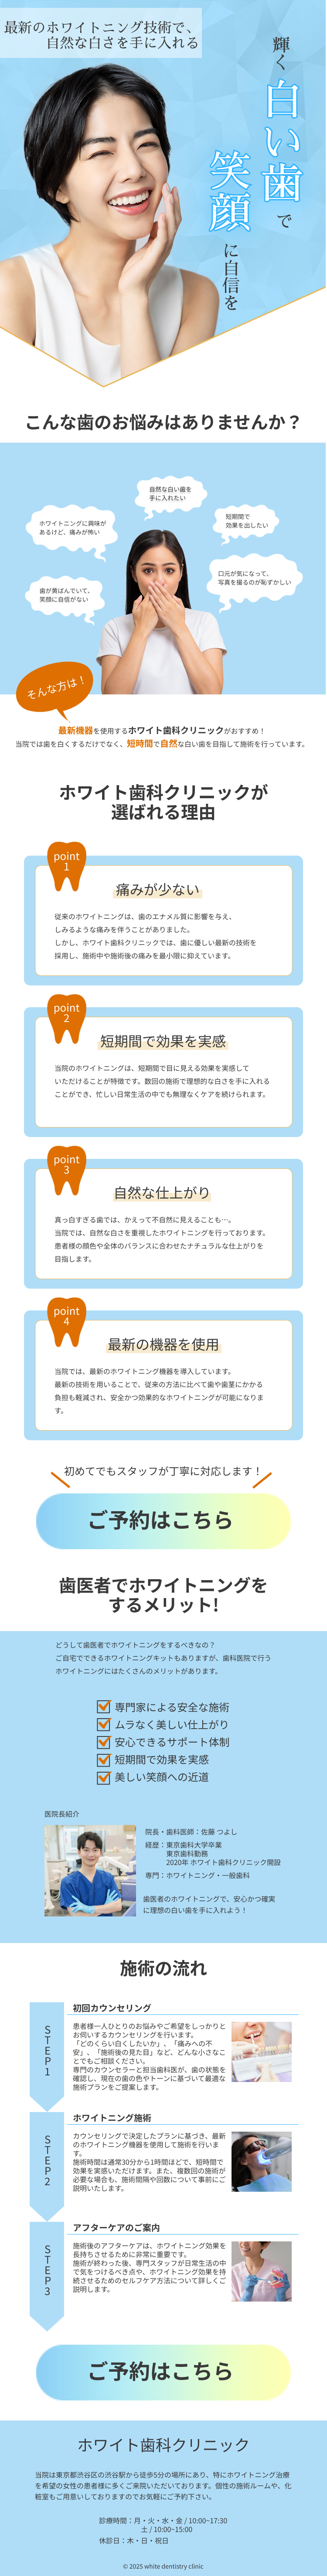 最新のホワイトニング技術で、
自然な白さを手に入れる
輝く
白い歯で
笑顔
に自信を
こんな歯のお悩みはありませんか？
自然な白い歯を
手に入れたい
ホワイトニングに興味が
あるけど、痛みが怖い
短期間で
効果を出したい
歯が黄ばんでいて、
笑顔に自信がない
口元が気になって、
写真を撮るのが恥ずかしい
そんな方は！
最新機器を使用するホワイト歯科クリニックがおすすめ！
当院では歯を白くするだけでなく、短時間で自然な白い歯を目指して施術を行っています。
ホワイト歯科クリニックが
選ばれる理由
point
1
痛みが少ない
従来のホワイトニングは、歯のエナメル質に影響を与え、
しみるような痛みを伴うことがありました。
しかし、ホワイト歯科クリニックでは、歯に優しい最新の技術を
採用し、施術中や施術後の痛みを最小限に抑えています。
point
2
短期間で効果を実感
当院のホワイトニングは、短期間で目に見える効果を実感して
いただけることが特徴です。数回の施術で理想的な白さを手に入れる
ことができ、忙しい日常生活の中でも無理なくケアを続けられます。
point
3
自然な仕上がり
真っ白すぎる歯では、かえって不自然に見えることも…。
当院では、自然な白さを重視したホワイトニングを行っております。
患者様の顔色や全体のバランスに合わせたナチュラルな仕上がりを
目指します。
point
4
最新の機器を使用
当院では、最新のホワイトニング機器を導入しています。
最新の技術を用いることで、従来の方法に比べて歯や歯茎にかかる
負担も軽減され、安全かつ効果的なホワイトニングが可能になりま
す。
初めてでもスタッフが丁寧に対応します！
ご予約はこちら
歯医者でホワイトニングを
するメリット!
どうして歯医者でホワイトニングをするべきなの？
ご自宅でできるホワイトニングキットもありますが、歯科医院で行う
ホワイトニングにはたくさんのメリットがあります。
専門家による安全な施術
ムラなく美しい仕上がり
安心できるサポート体制
短期間で効果を実感
美しい笑顔への近道
医院長紹介
院長・歯科医師：佐藤 つよし
経歴：東京歯科大学卒業
東京歯科勤務
2020年 ホワイト歯科クリニック開設
専門：ホワイトニング・一般歯科
歯医者のホワイトニングで、安心かつ確実
に理想の白い歯を手に入れよう！
施術の流れ
STEP1
初回カウンセリング
患者様一人ひとりのお悩みやご希望をしっかりと
お伺いするカウンセリングを行います。
「どのくらい白くしたいか」、「痛みへの不
安」、「施術後の見た目」など、どんな小さなこ
とでもご相談ください。
専門のカウンセラーと担当歯科医が、歯の状態を
確認し、現在の歯の色やトーンに基づいて最適な
施術プランをご提案します。
STEP2
ホワイトニング施術
カウンセリングで決定したプランに基づき、最新
のホワイトニング機器を使用して施術を行いま
す。
施術時間は通常30分から1時間ほどで、短時間で
効果を実感いただけます。また、複数回の施術が
必要な場合も、施術間隔や回数について事前にご
説明いたします。
STEP3
アフターケアのご案内
施術後のアフターケアは、ホワイトニング効果を
長持ちさせるために非常に重要です。
施術が終わった後、専門スタッフが日常生活の中
で気をつけるべき点や、ホワイトニング効果を持
続させるためのセルフケア方法について詳しくご
説明します。
ご予約はこちら
ホワイト歯科クリニック
当院は東京都渋谷区の渋谷駅から徒歩5分の場所にあり、特にホワイトニング治療
を希望の女性の患者様に多くご来院いただいております。個性の施術ルームや、化
粧室もご用意しておりますのでお気軽にご予約下さい。
診療時間：月・火・水・金 / 10:00~17:30
土 / 10:00~15:00
休診日：木・日・祝日
© 2025 white dentistry clinic